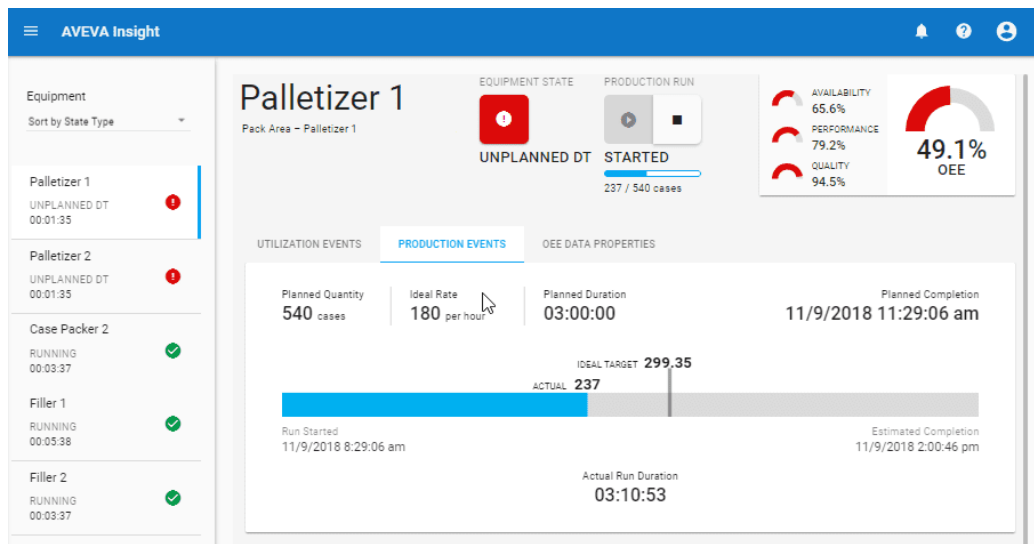 AVEVA Insight
Equipment
Sort by State Type
Palletizer 1
UNPLANNED DT
00:01:35
Palletizer 2
UNPLANNED DT
00:01:35
Case Packer 2
RUNNING
00:03:37
Filler 1
RUNNING
00:05:38
Filler 2
RUNNING
00:03:37
Palletizer 1
Pack Area – Palletizer 1
EQUIPMENT STATE
UNPLANNED DT
PRODUCTION RUN
STARTED
237 / 540 cases
AVAILABILITY
65.6%
PERFORMANCE
79.2%
QUALITY
94.5%
49.1%
OEE
UTILIZATION EVENTS
PRODUCTION EVENTS
OEE DATA PROPERTIES
Planned Quantity
540 cases
Ideal Rate
180 per hour
Planned Duration
03:00:00
Planned Completion
11/9/2018 11:29:06 am
IDEAL TARGET 299.35
ACTUAL 237
Run Started
11/9/2018 8:29:06 am
Estimated Completion
11/9/2018 2:00:46 pm
Actual Run Duration
03:10:53